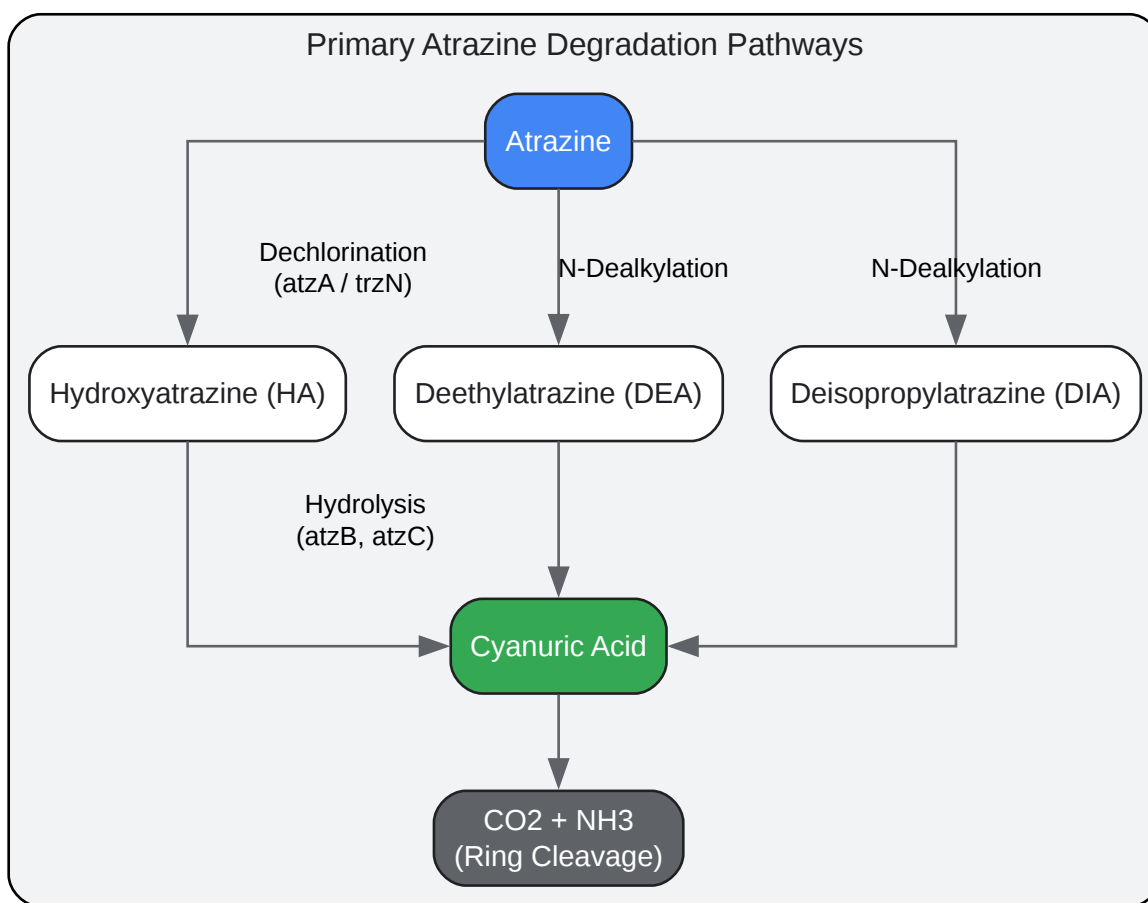 Primary Atrazine Degradation Pathways
Atrazine
Dechlorination
(atzA / trzN)
N-Dealkylation
N-Dealkylation
Hydroxyatrazine (HA)
Deethylatrazine (DEA)
Deisopropylatrazine (DIA)
Hydrolysis
(atzB, atzC)
Cyanuric Acid
CO2 + NH3
(Ring Cleavage)